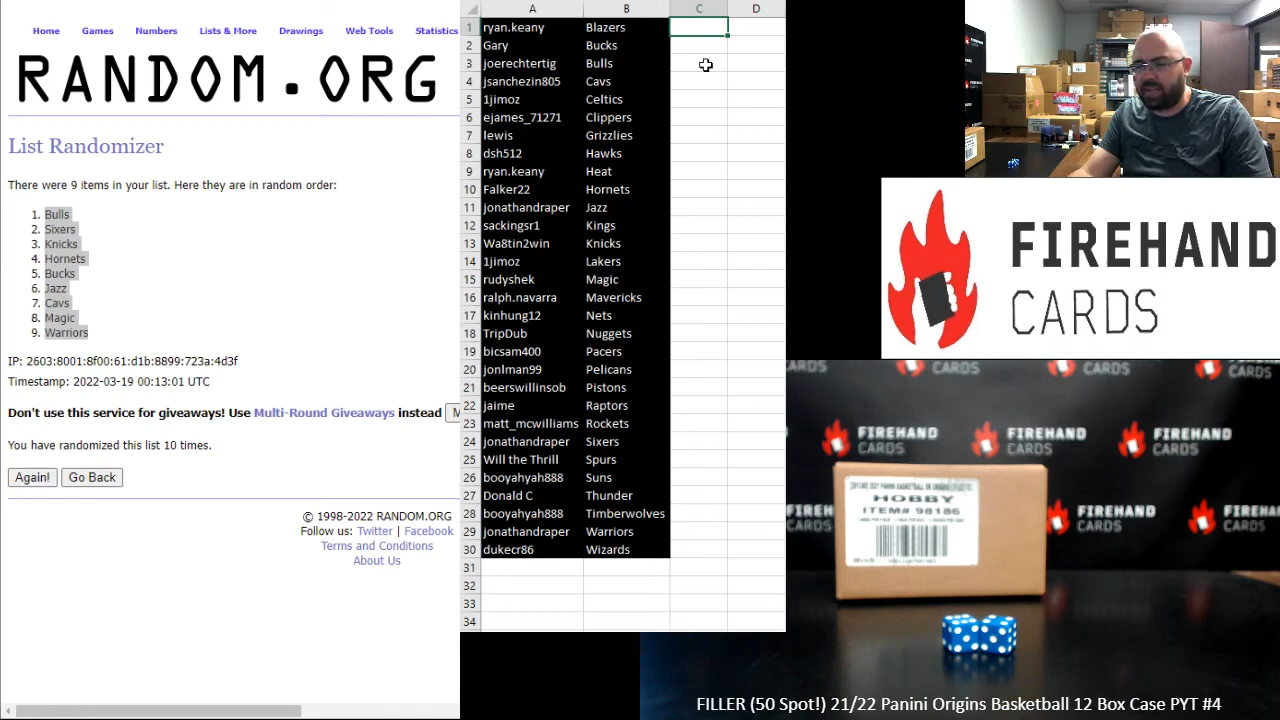 Home Games Numbers Lists & More Drawings Web Tools Statistics
RANDOM.ORG
List Randomizer
There were 9 items in your list. Here they are in random order:
1. Bulls
2. Sixers
3. Knicks
4. Hornets
5. Bucks
6. Jazz
7. Cavs
8. Magic
9. Warriors
IP: 2603:8001:8f00:61:d1b:8899:723a:4d3f
Timestamp: 2022-03-19 00:13:01 UTC
Don't use this service for giveaways! Use Multi-Round Giveaways instead M
You have randomized this list 10 times.
Again! Go Back
© 1998-2022 RANDOM.ORG
Follow us: Twitter | Facebook
Terms and Conditions
About Us
A B C D
1 ryan.keany Blazers
2 Gary Bucks
3 joerechtertig Bulls
4 jsanchezin805 Cavs
5 1jimoz Celtics
6 ejames_71271 Clippers
7 lewis Grizzlies
8 dsh512 Hawks
9 ryan.keany Heat
10 Falker22 Hornets
11 jonathandraper Jazz
12 sackingsr1 Kings
13 Wa8tin2win Knicks
14 1jimoz Lakers
15 rudyshek Magic
16 ralph.navarra Mavericks
17 kinhung12 Nets
18 TripDub Nuggets
19 bicsam400 Pacers
20 jonlman99 Pelicans
21 beerswillinsob Pistons
22 jaime Raptors
23 matt_mcwilliams Rockets
24 jonathandraper Sixers
25 Will the Thrill Spurs
26 booyahyah888 Suns
27 Donald C Thunder
28 booyahyah888 Timberwolves
29 jonathandraper Warriors
30 dukecr86 Wizards
31
32
33
34
FIREHAND
CARDS
CARDS CARDS CARDS
FIREHAND FIREHAND FIREHAND
CARDS CARDS CARDS
HOBBY
ITEM# 98186
FIREHAND
CARDS
FILLER (50 Spot!) 21/22 Panini Origins Basketball 12 Box Case PYT #4